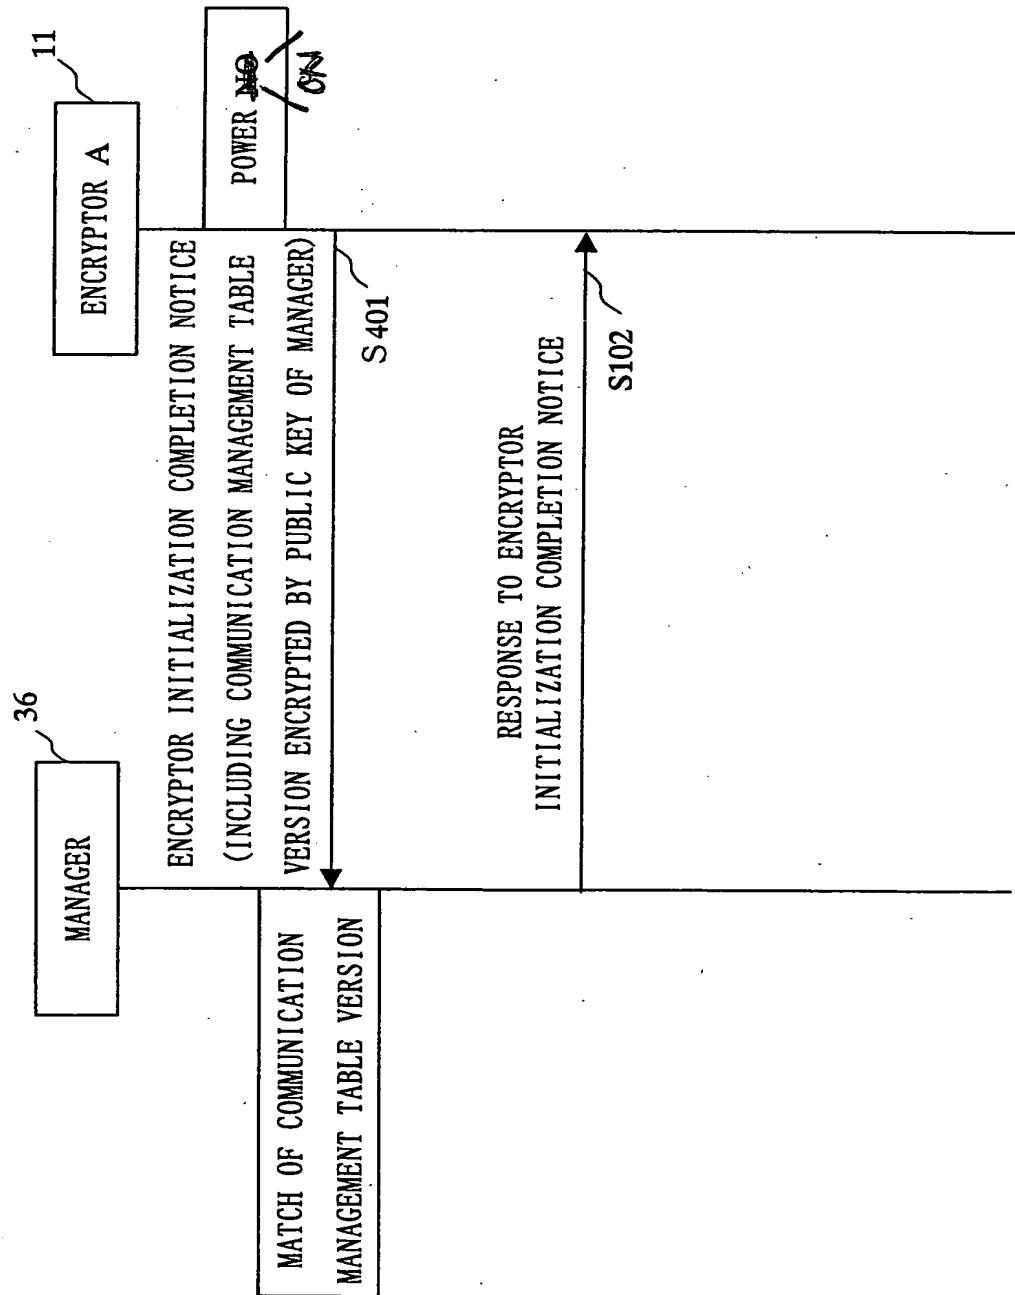 36
MANAGER
11
ENCRYPTOR A
POWER NO
ON
ENCRYPTOR INITIALIZATION COMPLETION NOTICE
(INCLUDING COMMUNICATION MANAGEMENT TABLE
VERSION ENCRYPTED BY PUBLIC KEY OF MANAGER)
S401
MATCH OF COMMUNICATION
MANAGEMENT TABLE VERSION
RESPONSE TO ENCRYPTOR
INITIALIZATION COMPLETION NOTICE
S102